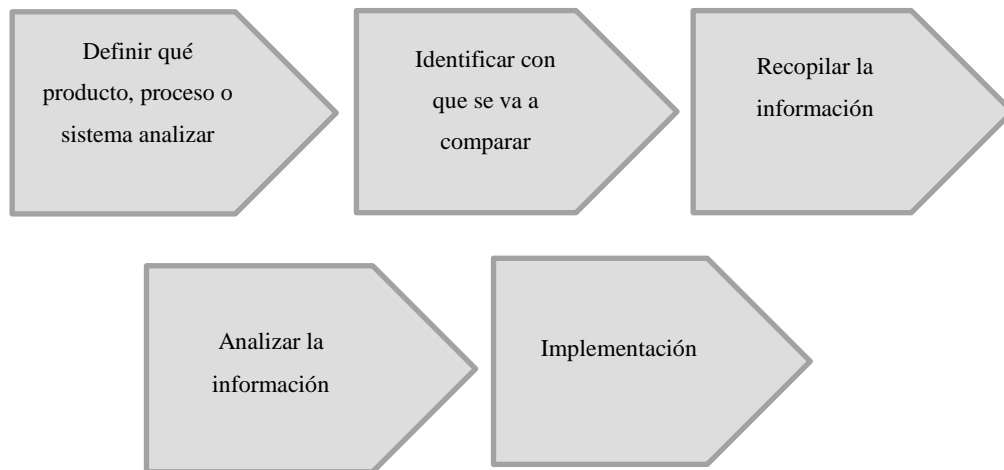 Definir qué
producto, proceso o
sistema analizar
Identificar con
que se va a
comparar
Recopilar la
información
Analizar la
información
Implementación